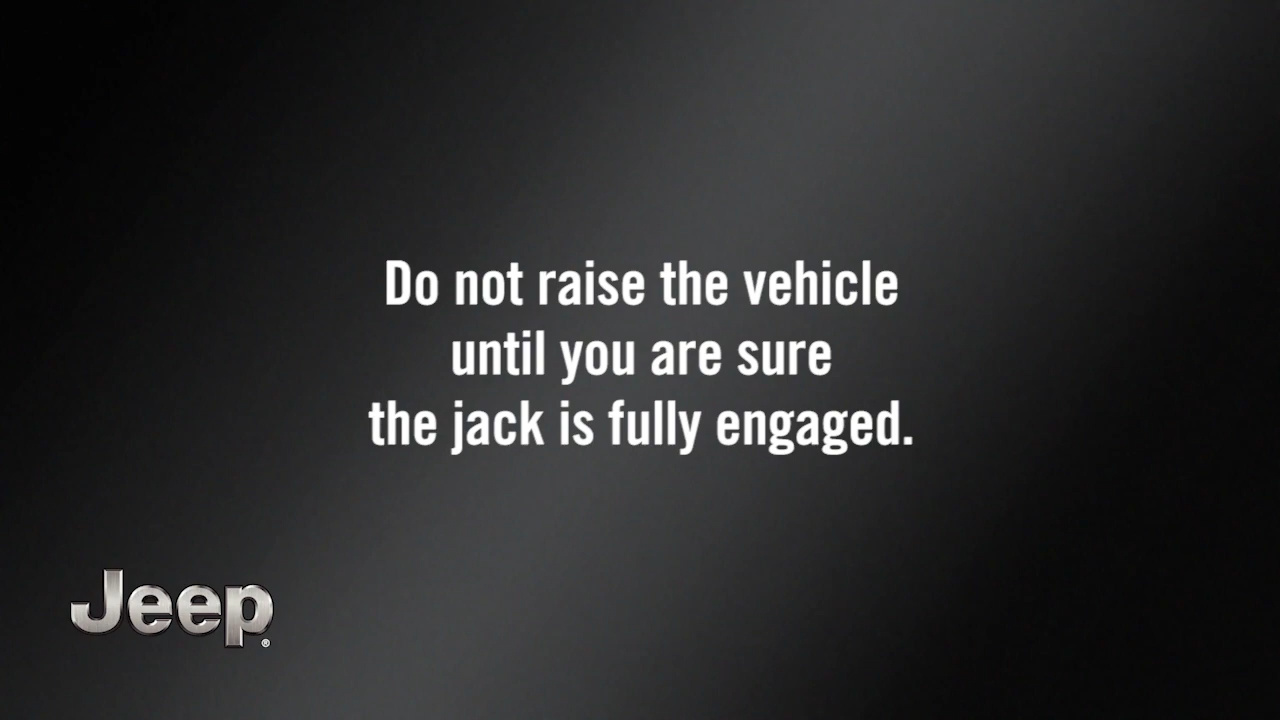 Do not raise the vehicle
until you are sure
the jack is fully engaged.
Jeep®